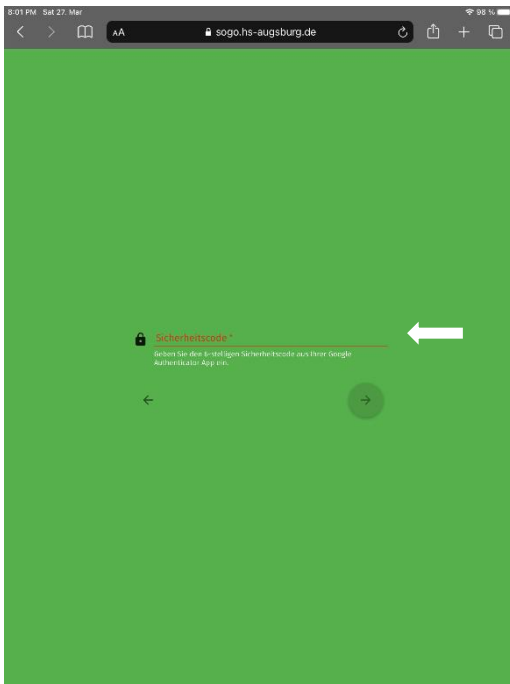 8:01 PM Sat 27. Mar 98 %
AA sogo.hs-augsburg.de
Sicherheitscode *
Geben Sie den 6-stelligen Sicherheitscode aus Ihrer Google
Authenticator App ein.